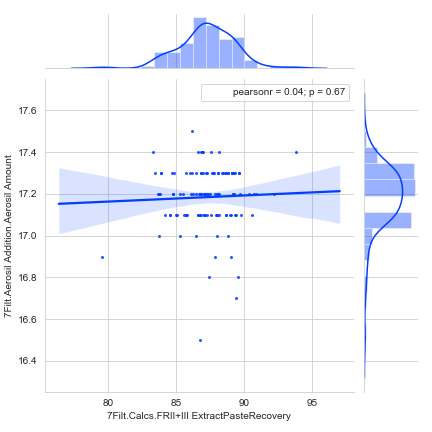 pearsonr = 0.04; p = 0.67
17.6
17.4
17.2
17.0
16.8
16.6
16.4
7Filt.Aerosil Addition.Aerosil Amount
80 85 90 95
7Filt.Calcs.FRII+III ExtractPasteRecovery